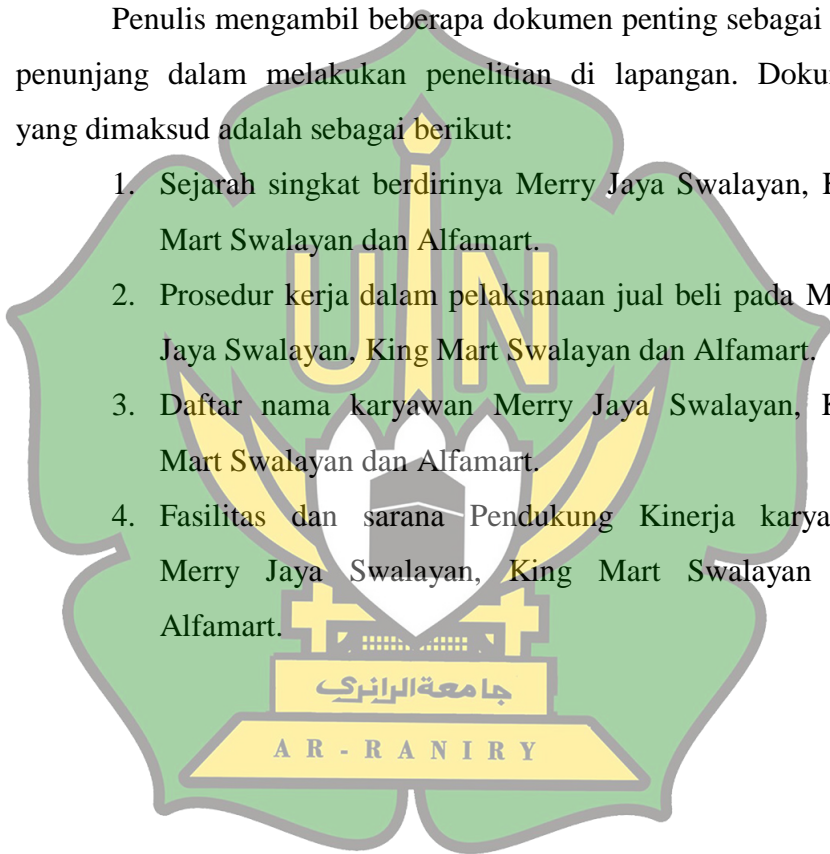 Penulis mengambil beberapa dokumen penting sebagai
penunjang dalam melakukan penelitian di lapangan.
yang dimaksud adalah sebagai berikut:
1. Sejarah singkat berdirinya Merry Jaya Swalayan,
Mart Swalayan dan Alfamart.
2. Prosedur kerja dalam pelaksanaan jual beli pada
Jaya Swalayan, King Mart Swalayan dan Alfamart.
3. Daftar nama karyawan Merry Jaya Swalayan,
Mart Swalayan dan Alfamart.
4. Fasilitas dan sarana Pendukung Kinerja
Merry Jaya Swalayan, King Mart Swalayan
Alfamart.
UIN
جامعةالرانري
AR-RANIRY